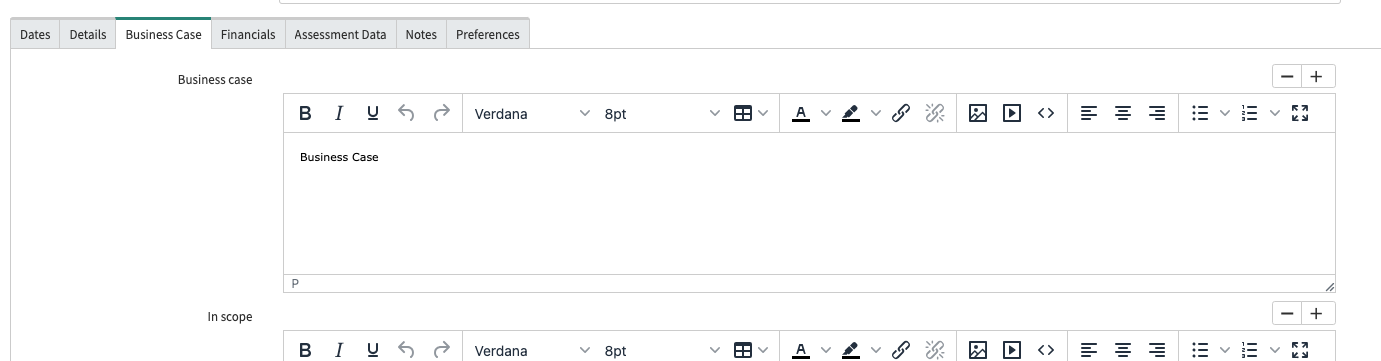 Dates Details Business Case Financials Assessment Data Notes Preferences
Business case
B I U Verdana 8pt A
Business Case
P
In scope
B I U Verdana 8pt A